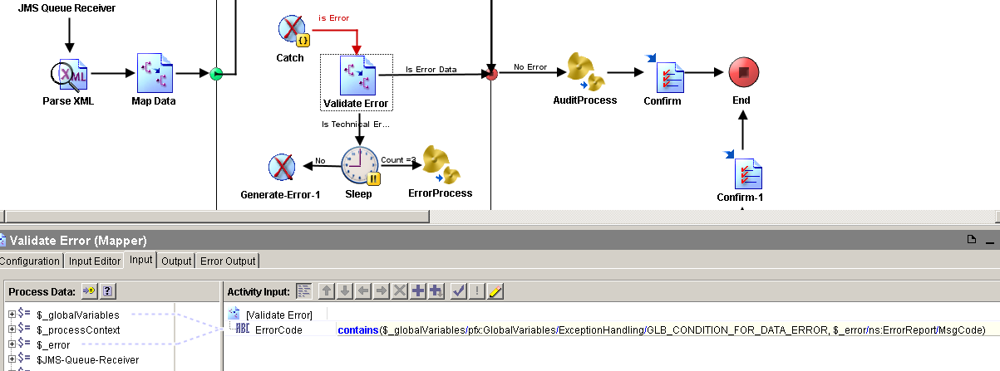 JMS Queue Receiver
is Error
Catch
Is Error Data
No Error
Parse XML
Map Data
Validate Error
AuditProcess
Confirm
End
Is Technical Er...
No
Count =3
Generate-Error-1
Sleep
ErrorProcess
Confirm-1
Validate Error (Mapper)
Configuration Input Editor Input Output Error Output
Process Data:
Activity Input:
$_globalVariables
$_processContext
$_error
$JMS-Queue-Receiver
[Validate Error]
ABC ErrorCode contains($_globalVariables/pfx:GlobalVariables/ExceptionHandling/GLB_CONDITION_FOR_DATA_ERROR, $_error/ns:ErrorReport/MsgCode)